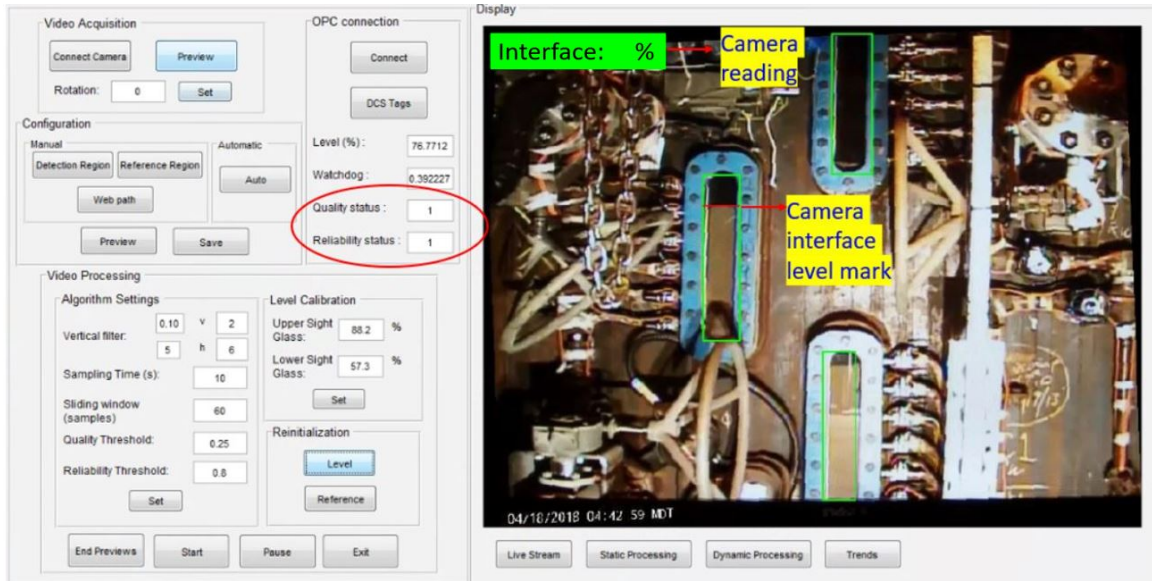 Video Acquisition
Connect Camera
Preview
Rotation:
0
Set
Configuration
Manual
Detection Region
Reference Region
Web path
Automatic
Auto
Preview
Save
OPC connection
Connect
DCS Tags
Level (%) :
76.7712
Watchdog :
0.392227
Quality status :
1
Reliability status :
1
Video Processing
Algorithm Settings
Vertical filter:
0.10
v
2
5
h
6
Sampling Time (s):
10
Sliding window
(samples)
60
Quality Threshold:
0.25
Reliability Threshold:
0.8
Set
Level Calibration
Upper Sight
Glass:
88.2
%
Lower Sight
Glass:
57.3
%
Set
Reinitialization
Level
Reference
End Previews
Start
Pause
Exit
Display
Interface: %
Camera
reading
Camera
interface
level mark
04/18/2018 04:42 59 MDT
Live Stream
Static Processing
Dynamic Processing
Trends